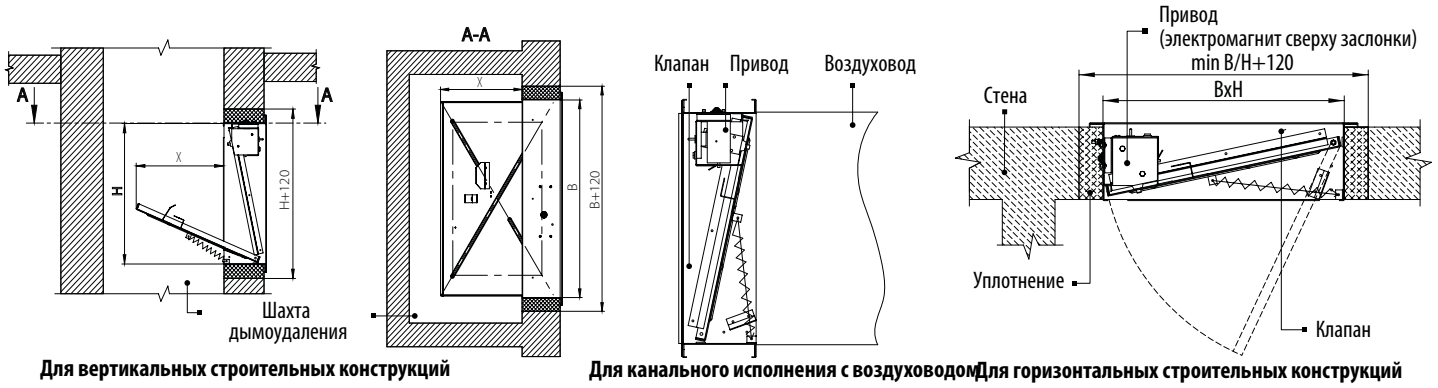 A
A
X
H
H+120
A-A
X
B
B+120
Шахта
дымоудаления
Для вертикальных строительных конструкций
Клапан
Привод
Воздуховод
Для канального исполнения с воздуховодом
Привод
(электромагнит сверху заслонки)
min B/H+120
BxH
Стена
Уплотнение
Клапан
Для горизонтальных строительных конструкций